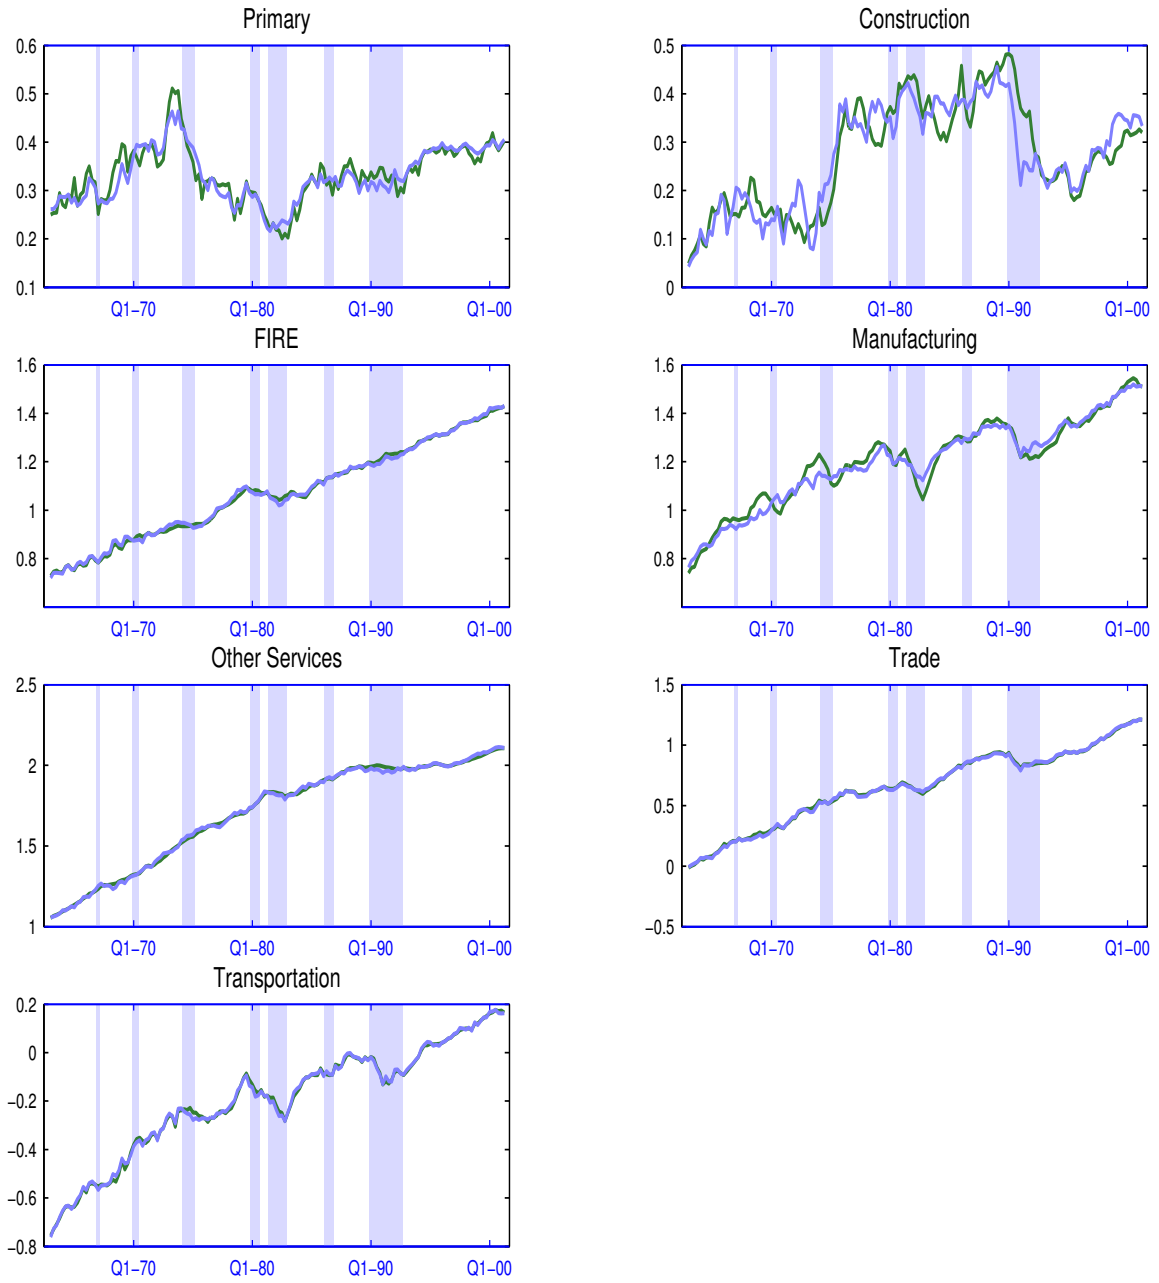 Primary
0.6
0.5
0.4
0.3
0.2
0.1
Q1−70 Q1−80 Q1−90 Q1−00
Construction
0.5
0.4
0.3
0.2
0.1
0
Q1−70 Q1−80 Q1−90 Q1−00
FIRE
1.6
1.4
1.2
1
0.8
Q1−70 Q1−80 Q1−90 Q1−00
Manufacturing
1.6
1.4
1.2
1
0.8
Q1−70 Q1−80 Q1−90 Q1−00
Other Services
2.5
2
1.5
1
Q1−70 Q1−80 Q1−90 Q1−00
Trade
1.5
1
0.5
0
−0.5
Q1−70 Q1−80 Q1−90 Q1−00
Transportation
0.2
0
−0.2
−0.4
−0.6
−0.8
Q1−70 Q1−80 Q1−90 Q1−00